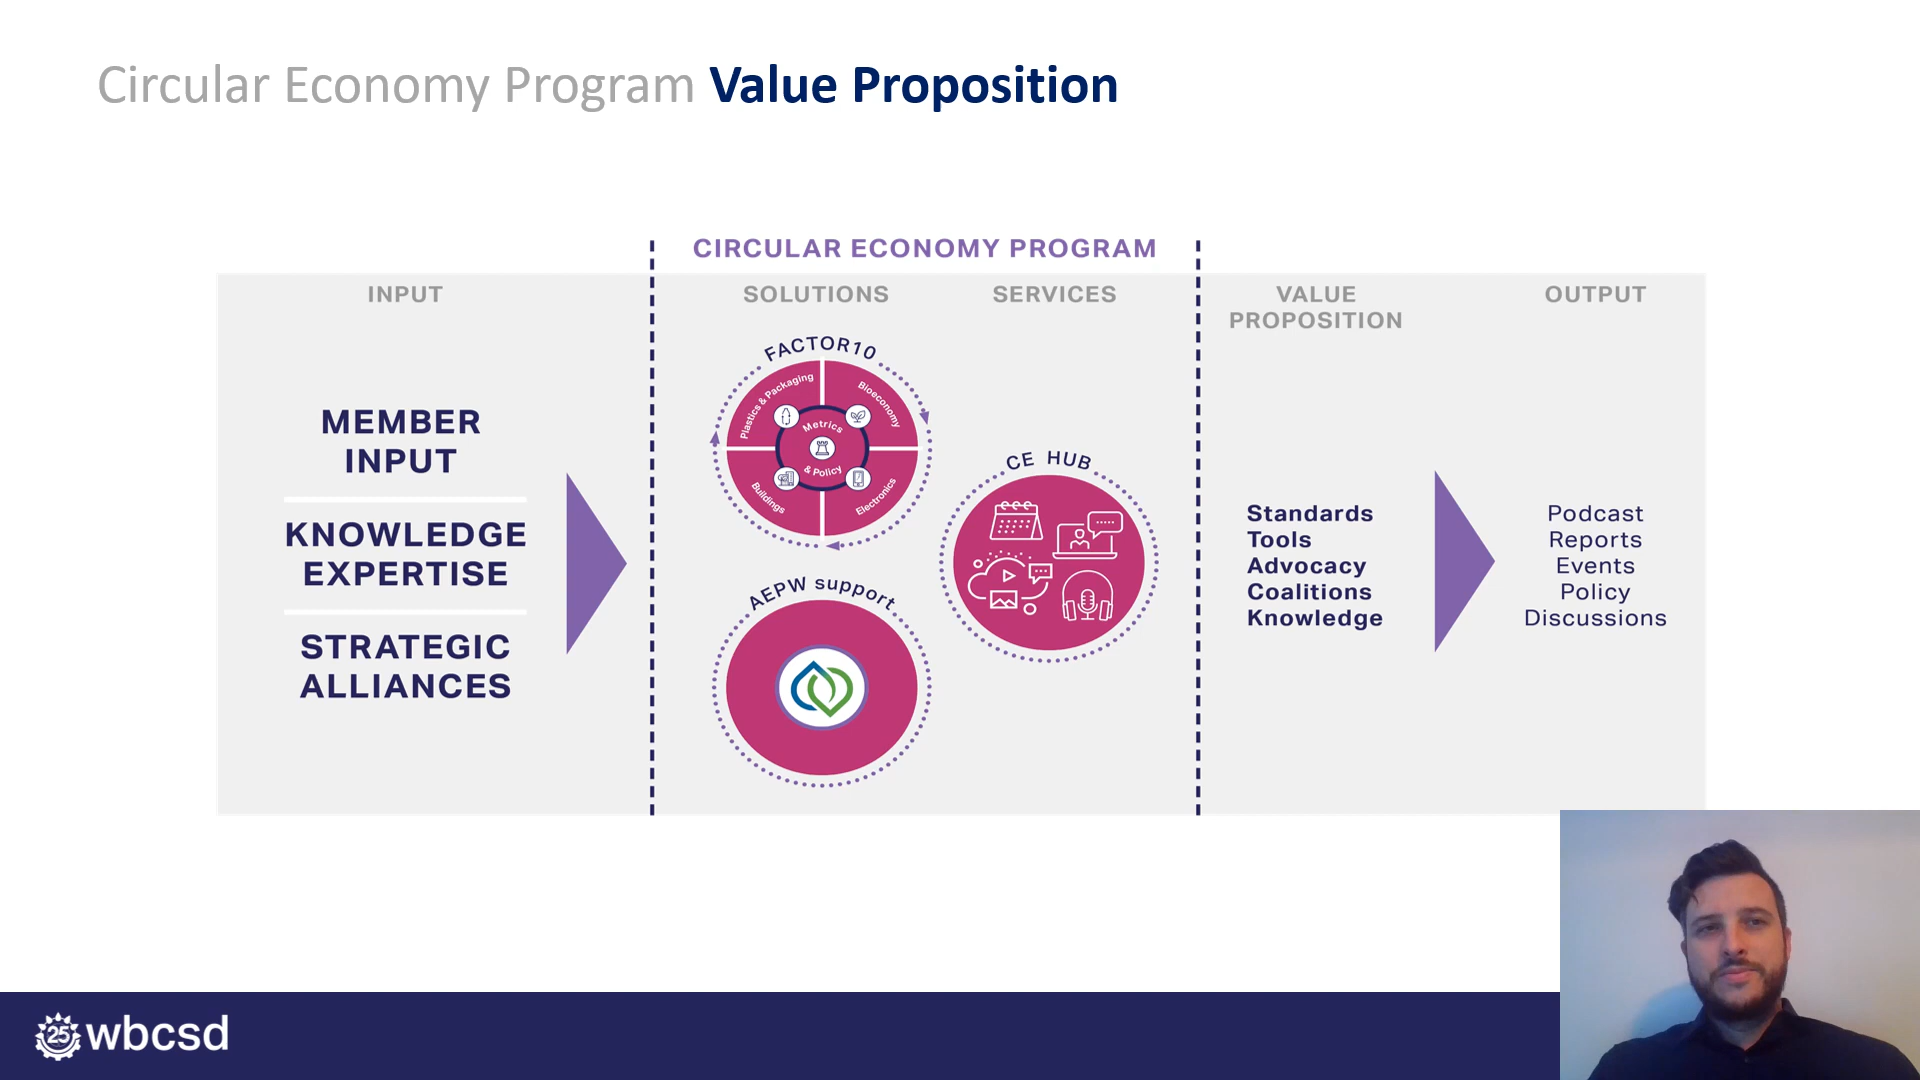 Circular Economy Program Value Proposition
CIRCULAR ECONOMY PROGRAM
INPUT
SOLUTIONS
SERVICES
VALUE
PROPOSITION
OUTPUT
MEMBER
INPUT
KNOWLEDGE
EXPERTISE
STRATEGIC
ALLIANCES
FACTOR10
Plastics & Packaging
Bioeconomy
Metrics
& Policy
Buildings
Electronics
AEPW support
CE HUB
Standards
Tools
Advocacy
Coalitions
Knowledge
Podcast
Reports
Events
Policy
Discussions
25
wbcsd